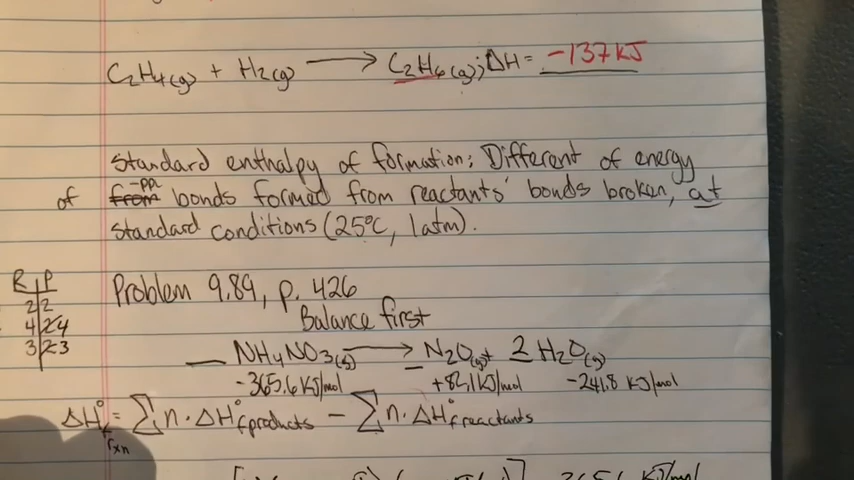 C2H4(g) + H2(g) ⟶ C2H6(g); ΔH = -137 KJ
Standard enthalpy of formation: Different of energy
of bonds formed from reactants' bonds broken, at
standard conditions (25°C, 1atm).
R | P
2 | 2
4 | 2 4
3 | 2 3
Problem 9.89, p. 426
Balance first
__ NH4NO3(s) ⟶ _ N2O(g) + 2 H2O(g)
-365.6 KJ/mol +82.1 KJ/mol -241.8 KJ/mol
ΔH°rxn = ∑ n · ΔH°f products - ∑ n · ΔH°f reactants